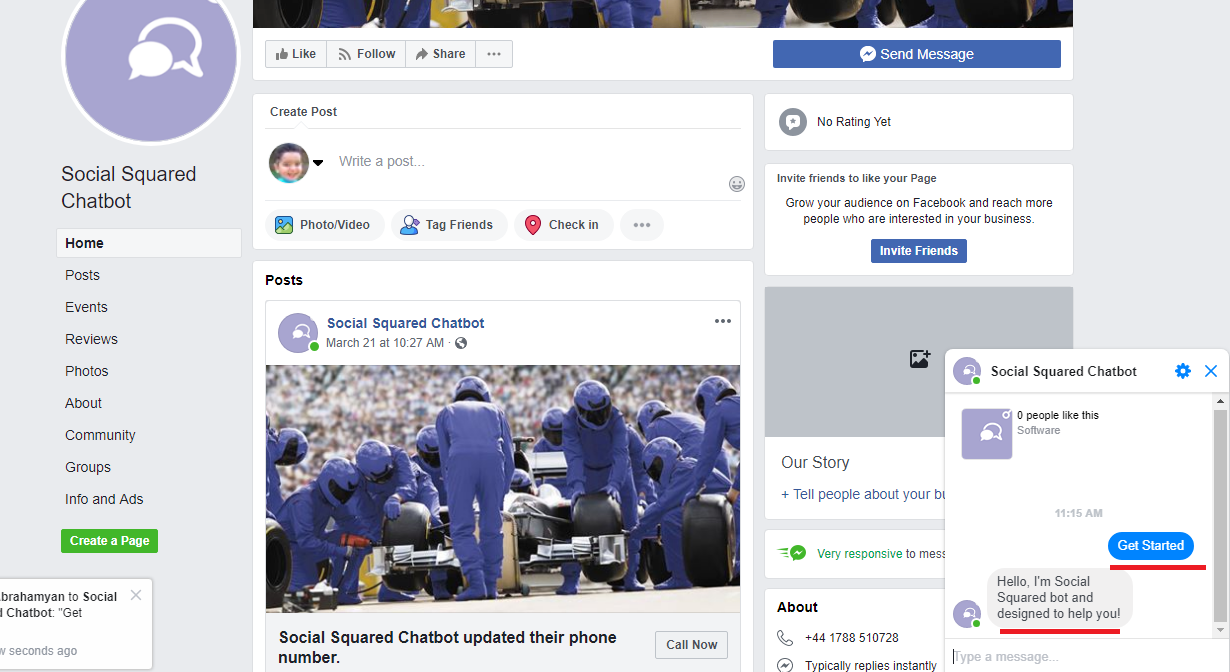 Like
Follow
Share
Send Message
Create Post
Write a post...
Photo/Video
Tag Friends
Check in
No Rating Yet
Invite friends to like your Page
Grow your audience on Facebook and reach more
people who are interested in your business.
Invite Friends
Social Squared
Chatbot
Home
Posts
Events
Reviews
Photos
About
Community
Groups
Info and Ads
Create a Page
brahamyan to Social
d Chatbot: "Get
w seconds ago
Posts
Social Squared Chatbot
March 21 at 10:27 AM ·
Social Squared Chatbot updated their phone
number.
Call Now
Our Story
+ Tell people about your bu
Very responsive to mess
About
+44 1788 510728
Typically replies instantly
Social Squared Chatbot
0 people like this
Software
11:15 AM
Get Started
Hello, I'm Social
Squared bot and
designed to help you!
Type a message...